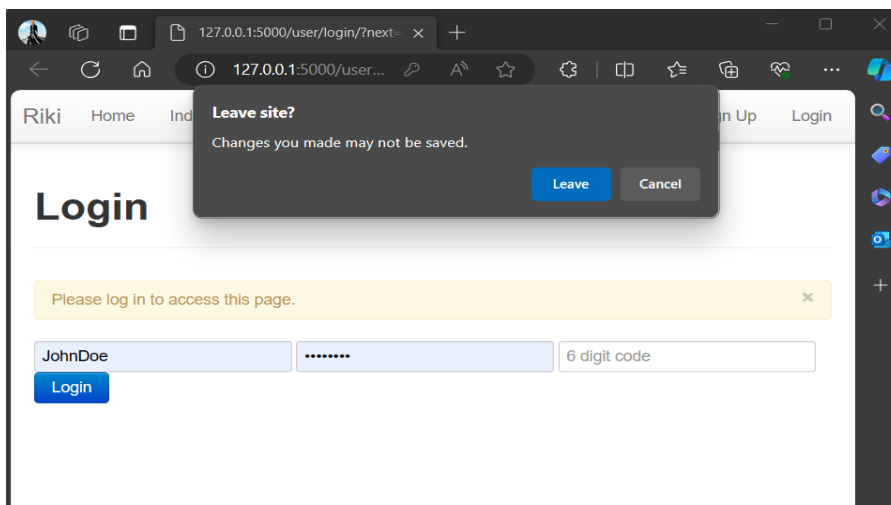 127.0.0.1:5000/user/login/?next=
127.0.0.1:5000/user...
Riki Home Ind
n Up Login
Leave site?
Changes you made may not be saved.
Leave Cancel
Login
Please log in to access this page.
JohnDoe •••••••• 6 digit code
Login